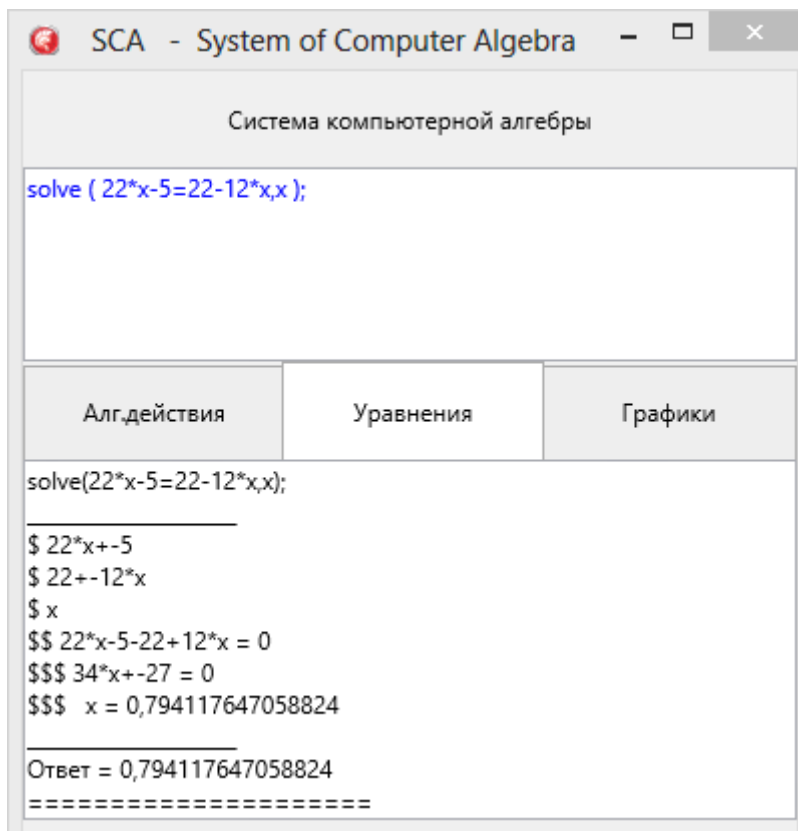 SCA - System of Computer Algebra
Система компьютерной алгебры
solve ( 22*x-5=22-12*x,x );
Алг.действия Уравнения Графики
solve(22*x-5=22-12*x,x);
___________________
$ 22*x+-5
$ 22+-12*x
$ x
$$ 22*x-5-22+12*x = 0
$$$ 34*x+-27 = 0
$$$   x = 0,794117647058824
___________________
Ответ = 0,794117647058824
=====================